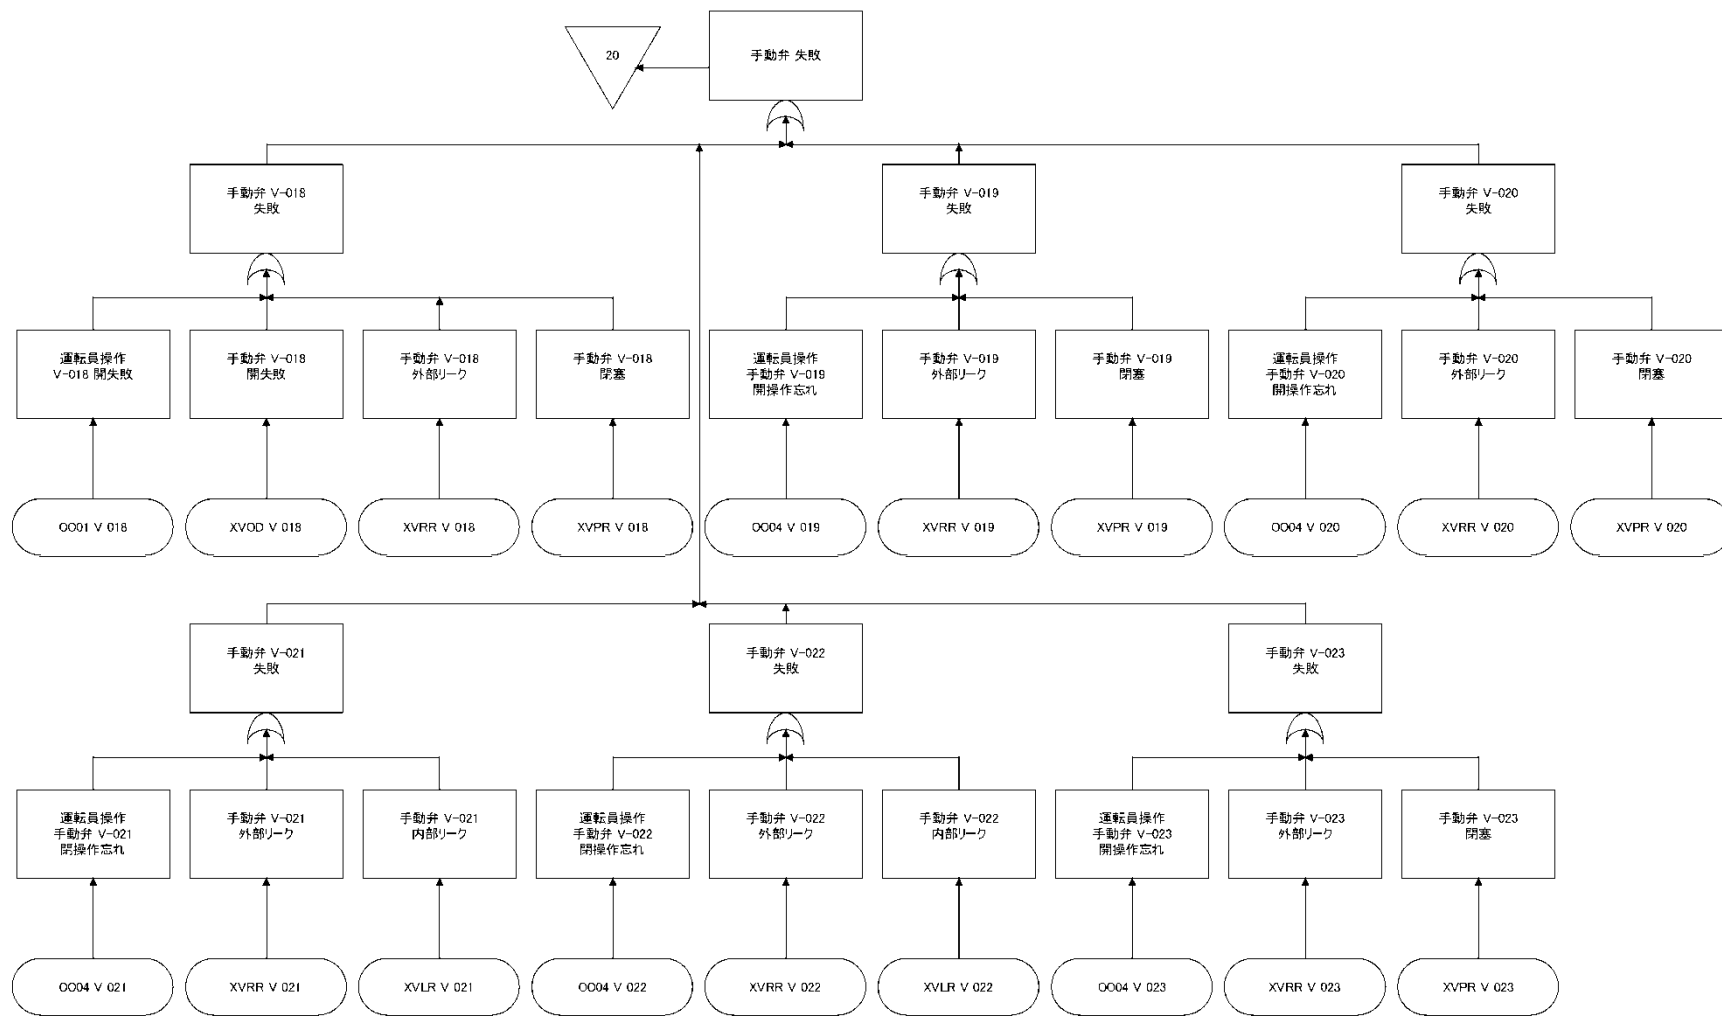 20
手動弁 失敗
手動弁 V-018
失敗
手動弁 V-019
失敗
手動弁 V-020
失敗
運転員操作
V-018 開失敗
手動弁 V-018
開失敗
手動弁 V-018
外部リーク
手動弁 V-018
閉塞
運転員操作
手動弁 V-019
開操作忘れ
手動弁 V-019
外部リーク
手動弁 V-019
閉塞
運転員操作
手動弁 V-020
開操作忘れ
手動弁 V-020
外部リーク
手動弁 V-020
閉塞
OO01 V 018
XVOD V 018
XVRR V 018
XVPR V 018
OO04 V 019
XVRR V 019
XVPR V 019
OO04 V 020
XVRR V 020
XVPR V 020
手動弁 V-021
失敗
手動弁 V-022
失敗
手動弁 V-023
失敗
運転員操作
手動弁 V-021
閉操作忘れ
手動弁 V-021
外部リーク
手動弁 V-021
内部リーク
運転員操作
手動弁 V-022
閉操作忘れ
手動弁 V-022
外部リーク
手動弁 V-022
内部リーク
運転員操作
手動弁 V-023
開操作忘れ
手動弁 V-023
外部リーク
手動弁 V-023
閉塞
OO04 V 021
XVRR V 021
XVLR V 021
OO04 V 022
XVRR V 022
XVLR V 022
OO04 V 023
XVRR V 023
XVPR V 023